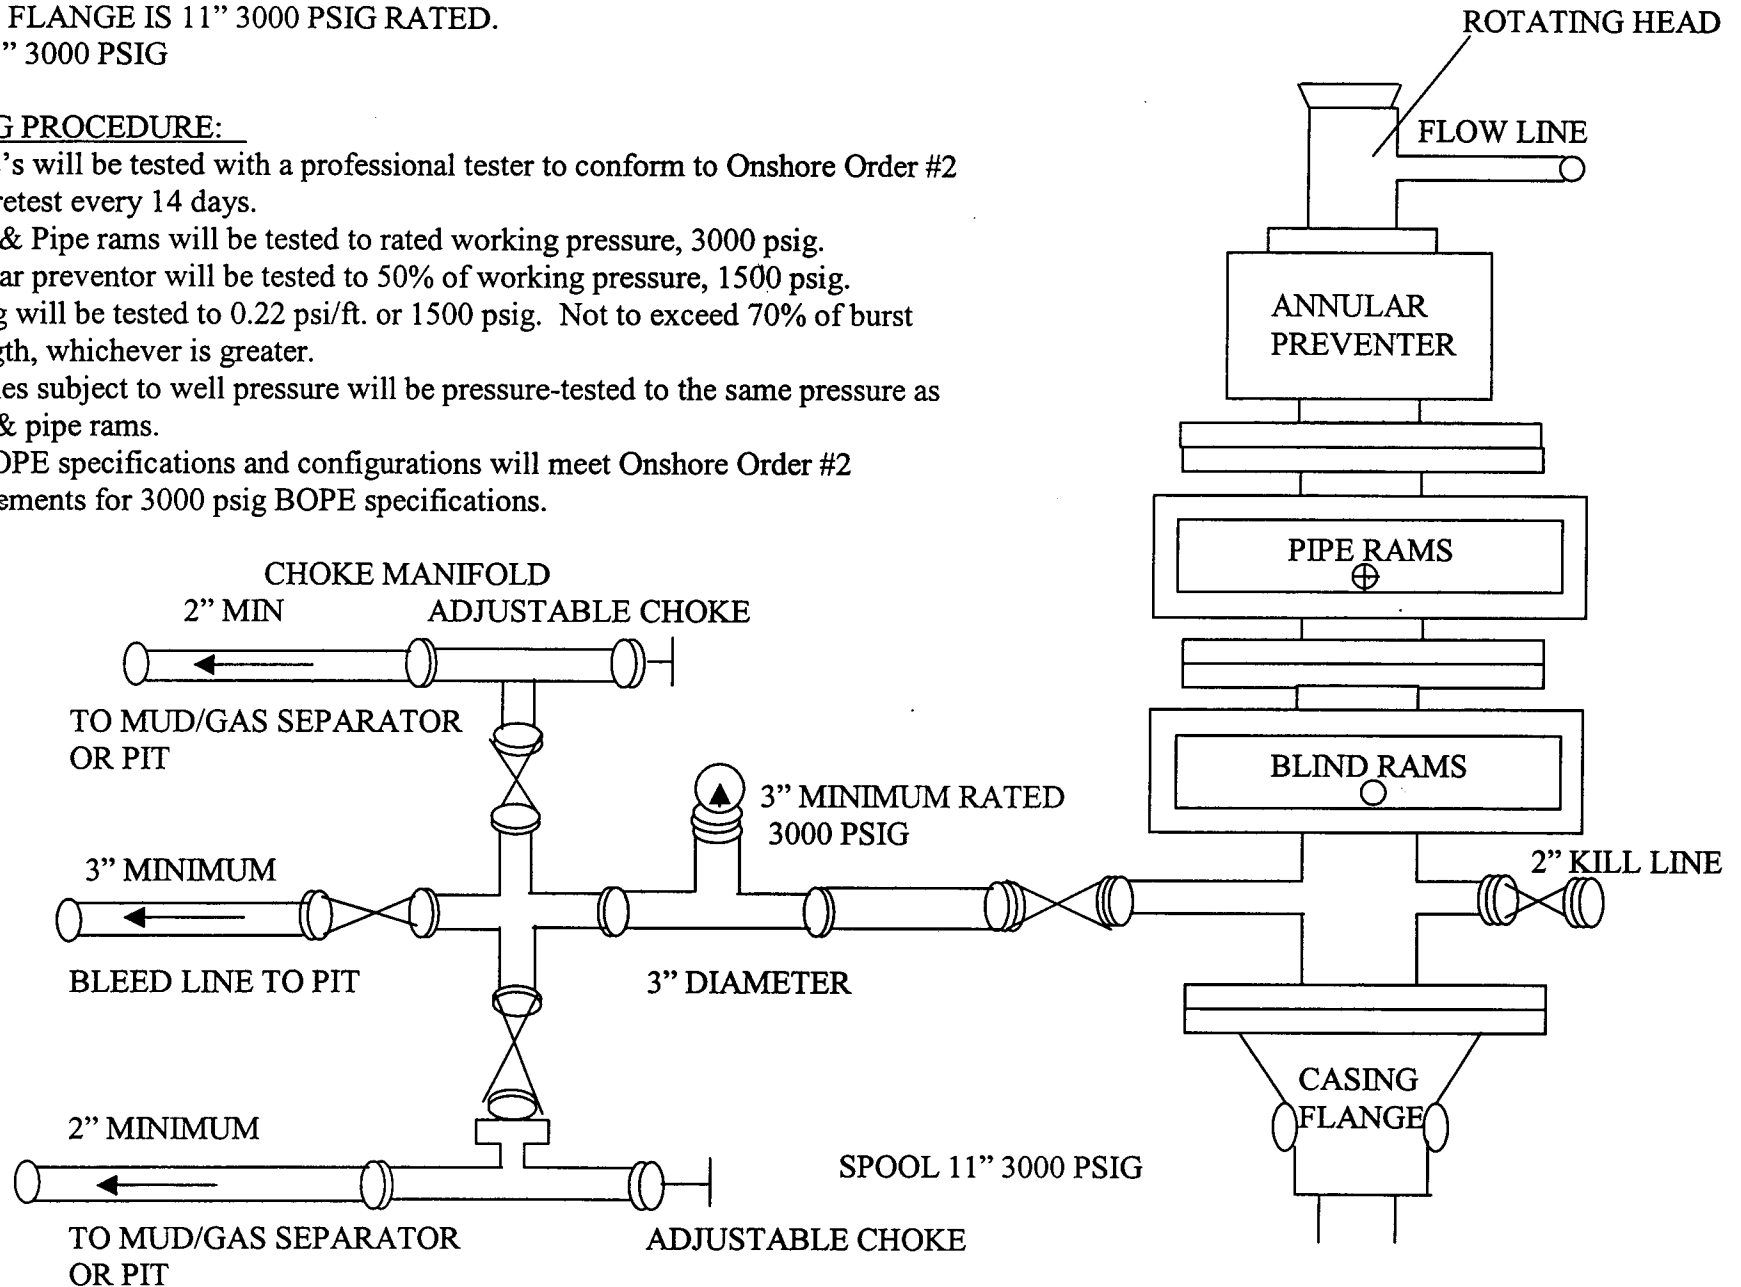 FLANGE IS 11” 3000 PSIG RATED.
” 3000 PSIG
PROCEDURE:
’s will be tested with a professional tester to conform to Onshore Order #2
retest every 14 days.
& Pipe rams will be tested to rated working pressure, 3000 psig.
ar preventor will be tested to 50% of working pressure, 1500 psig.
g will be tested to 0.22 psi/ft. or 1500 psig. Not to exceed 70% of burst
gth, whichever is greater.
es subject to well pressure will be pressure-tested to the same pressure as
& pipe rams.
OPE specifications and configurations will meet Onshore Order #2
ements for 3000 psig BOPE specifications.
ROTATING HEAD
FLOW LINE
ANNULAR
PREVENTER
PIPE RAMS
BLIND RAMS
2” KILL LINE
CASING
FLANGE
CHOKE MANIFOLD
2” MIN
ADJUSTABLE CHOKE
TO MUD/GAS SEPARATOR
OR PIT
3” MINIMUM RATED
3000 PSIG
3” MINIMUM
BLEED LINE TO PIT
3” DIAMETER
2” MINIMUM
SPOOL 11” 3000 PSIG
TO MUD/GAS SEPARATOR
OR PIT
ADJUSTABLE CHOKE